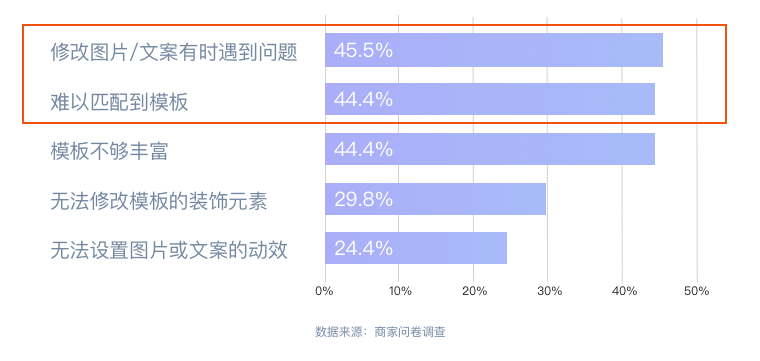 修改图片/文案有时遇到问题 45.5%
难以匹配到模板 44.4%
模板不够丰富 44.4%
无法修改模板的装饰元素 29.8%
无法设置图片或文案的动效 24.4%
0% 10% 20% 30% 40% 50%
数据来源：商家问卷调查